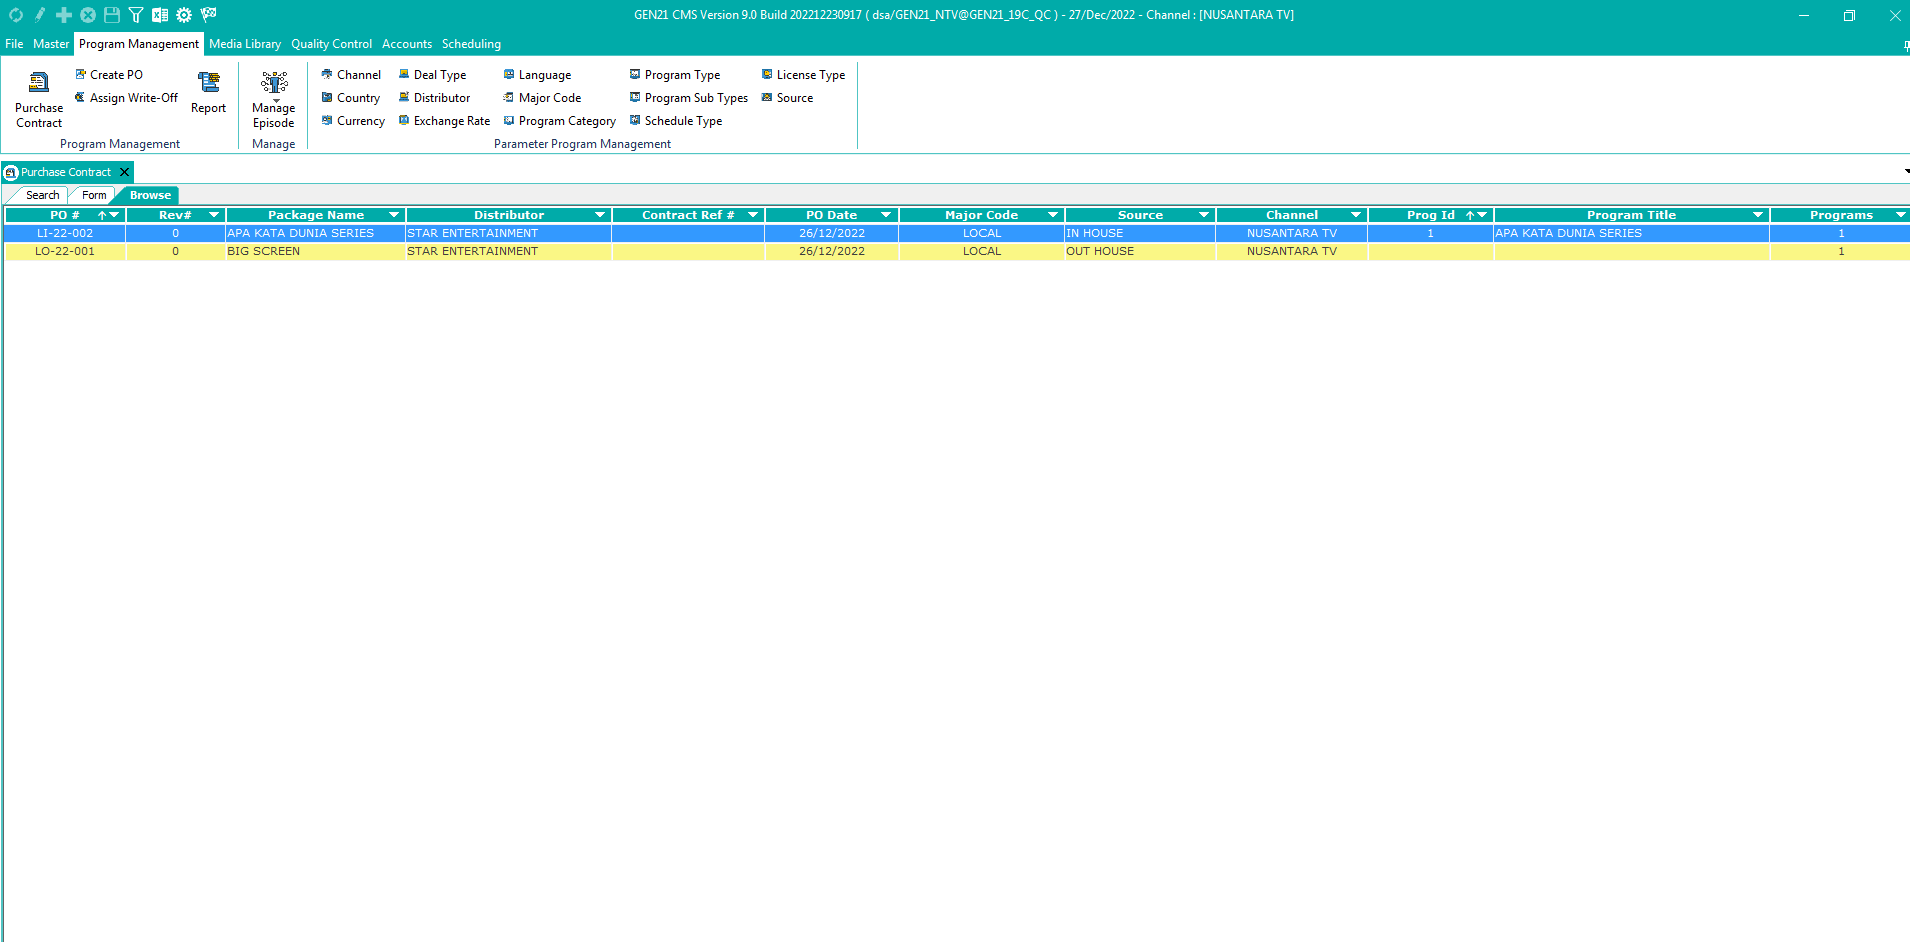 GEN21 CMS Version 9.0 Build 202212230917 ( dsa/GEN21_NTV@GEN21_19C_QC ) - 27/Dec/2022 - Channel : [NUSANTARA TV]
File Master Program Management Media Library Quality Control Accounts Scheduling
Purchase Contract
Create PO
Assign Write-Off
Report
Program Management
Manage Episode
Manage
Channel Deal Type Language Program Type License Type
Country Distributor Major Code Program Sub Types Source
Currency Exchange Rate Program Category Schedule Type
Parameter Program Management
Purchase Contract
Search Form Browse
PO # Rev# Package Name Distributor Contract Ref # PO Date Major Code Source Channel Prog Id Program Title Programs
LI-22-002 0 APA KATA DUNIA SERIES STAR ENTERTAINMENT 26/12/2022 LOCAL IN HOUSE NUSANTARA TV 1 APA KATA DUNIA SERIES 1
LO-22-001 0 BIG SCREEN STAR ENTERTAINMENT 26/12/2022 LOCAL OUT HOUSE NUSANTARA TV 1